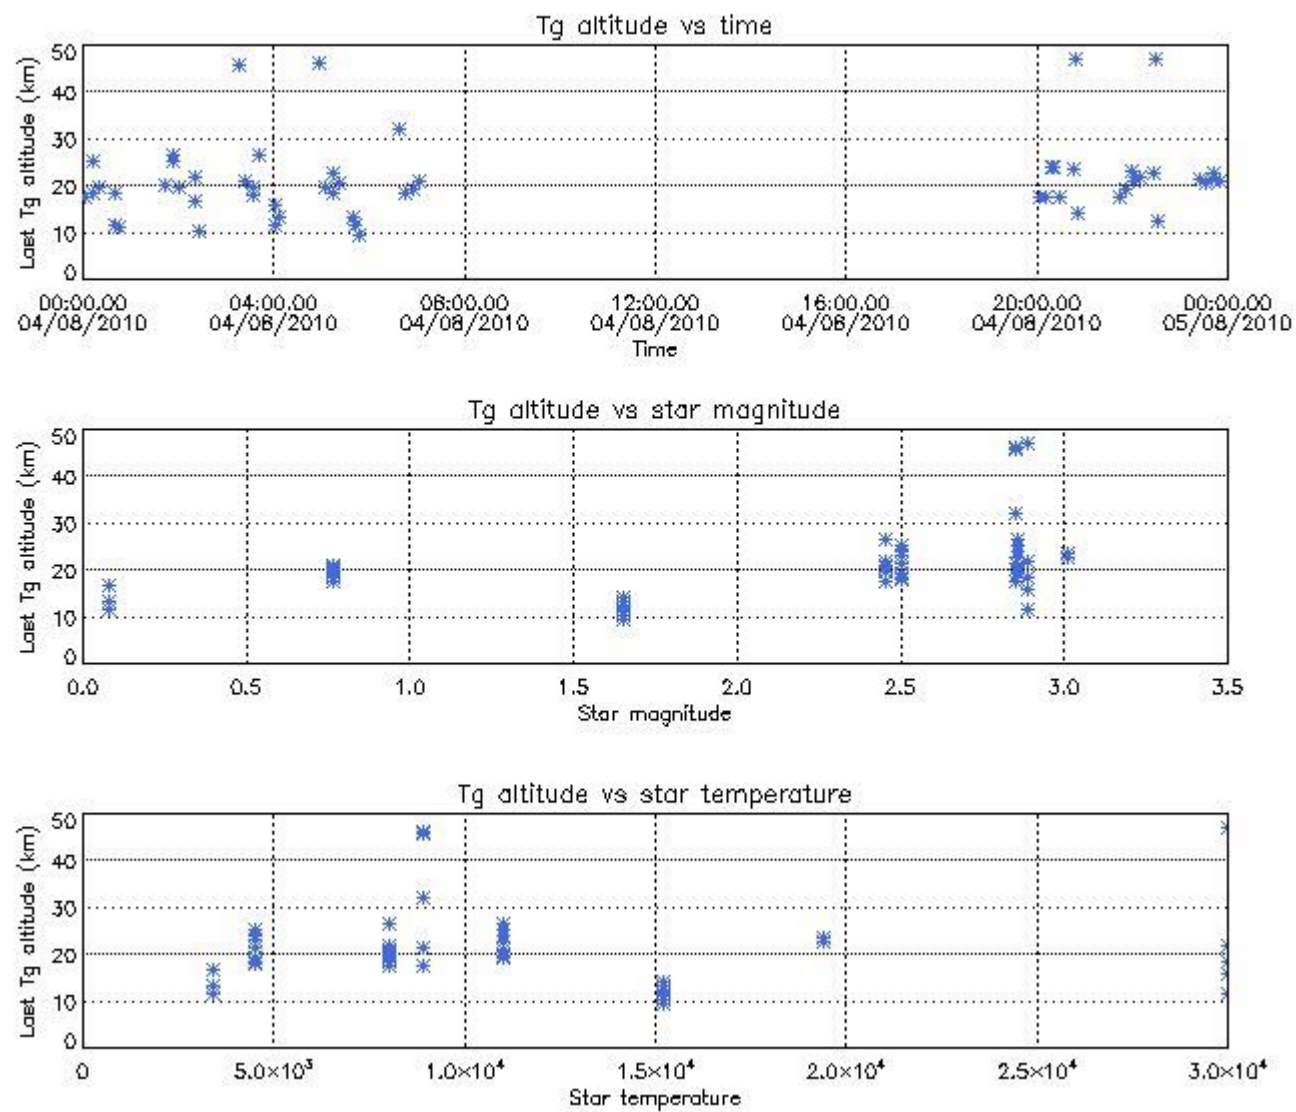 Tg altitude vs time
Last Tg altitude (km)
50
40
30
20
10
0
00:00.00 04:00.00 08:00.00 12:00.00 16:00.00 20:00.00 00:00.00
04/08/2010 04/08/2010 04/08/2010 04/08/2010 04/08/2010 04/08/2010 05/08/2010
Time
Tg altitude vs star magnitude
Last Tg altitude (km)
50
40
30
20
10
0
0.0 0.5 1.0 1.5 2.0 2.5 3.0 3.5
Star magnitude
Tg altitude vs star temperature
Last Tg altitude (km)
50
40
30
20
10
0
0 5.0×10³ 1.0×10⁴ 1.5×10⁴ 2.0×10⁴ 2.5×10⁴ 3.0×10⁴
Star temperature